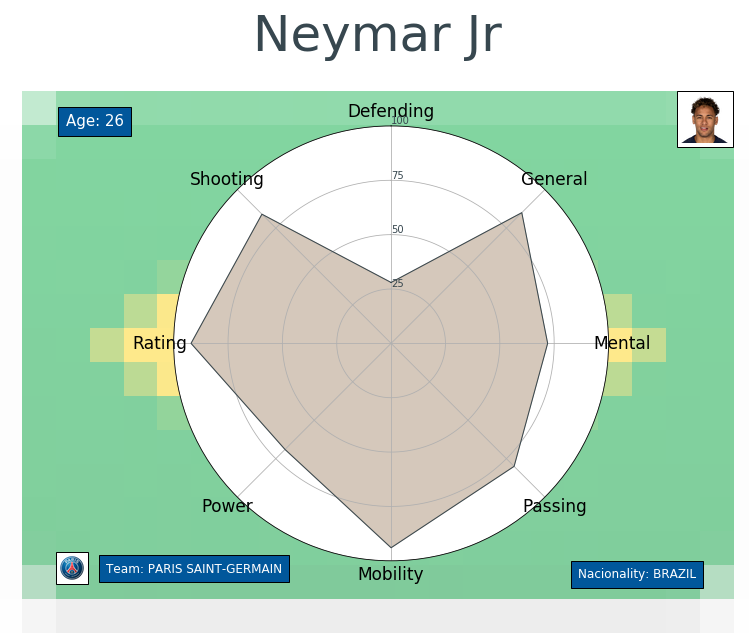 Neymar Jr
Age: 26
Defending
100
Shooting
General
75
50
25
Rating
Mental
Power
Passing
Mobility
Team: PARIS SAINT-GERMAIN
Nacionality: BRAZIL